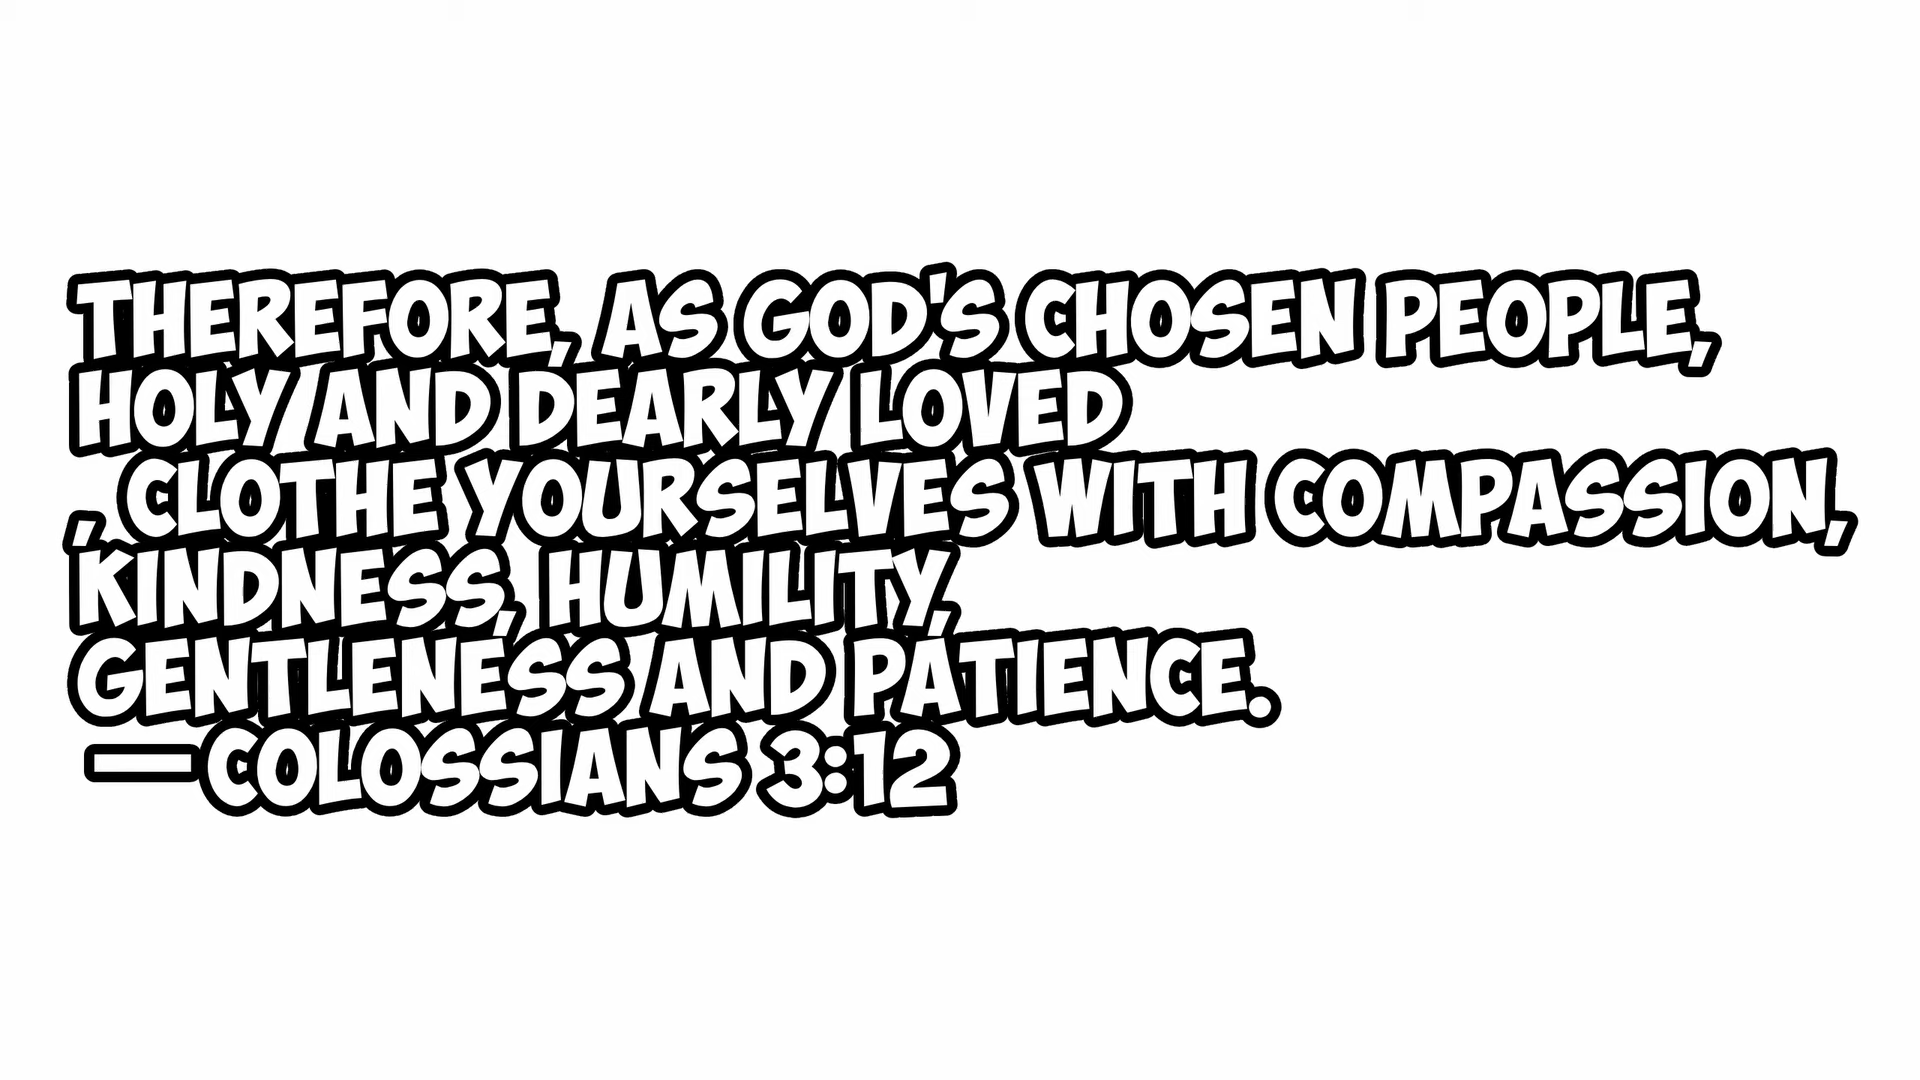 THEREFORE, AS GOD'S CHOSEN PEOPLE,
HOLY AND DEARLY LOVED
, CLOTHE YOURSELVES WITH COMPASSION,
KINDNESS, HUMILITY,
GENTLENESS AND PATIENCE.
— COLOSSIANS 3:12